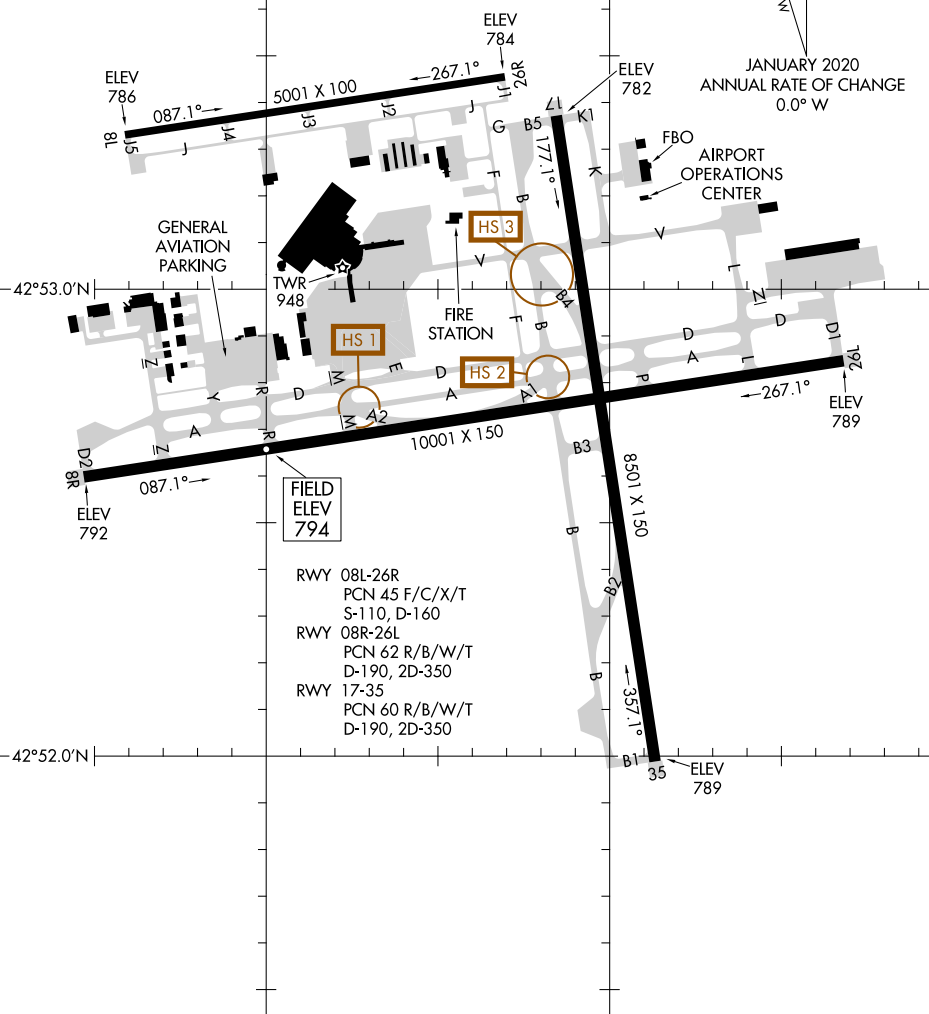 W
JANUARY 2020
ANNUAL RATE OF CHANGE
0.0° W
ELEV
784
ELEV
786
ELEV
782
267.1°
26R
5001 X 100
087.1°
8L
J5
J4
J3
J2
J
J1
J
G
B5
17
K1
177.1°
K
F
B
FBO
AIRPORT
OPERATIONS
CENTER
GENERAL
AVIATION
PARKING
HS 3
V
V
TWR
948
FIRE
STATION
L
N
B4
42°53.0'N
F
B
D
D
D1
HS 1
HS 2
Z
M
E
D
A
L
26L
Y
R
D
A
A1
P
267.1°
ELEV
789
A
R
M
A2
10001 X 150
Z
D2
8R
087.1°
B3
8501 X 150
ELEV
792
FIELD
ELEV
794
B
RWY 08L-26R
PCN 45 F/C/X/T
S-110, D-160
RWY 08R-26L
PCN 62 R/B/W/T
D-190, 2D-350
RWY 17-35
PCN 60 R/B/W/T
D-190, 2D-350
B2
B
357.1°
42°52.0'N
B1
35
ELEV
789